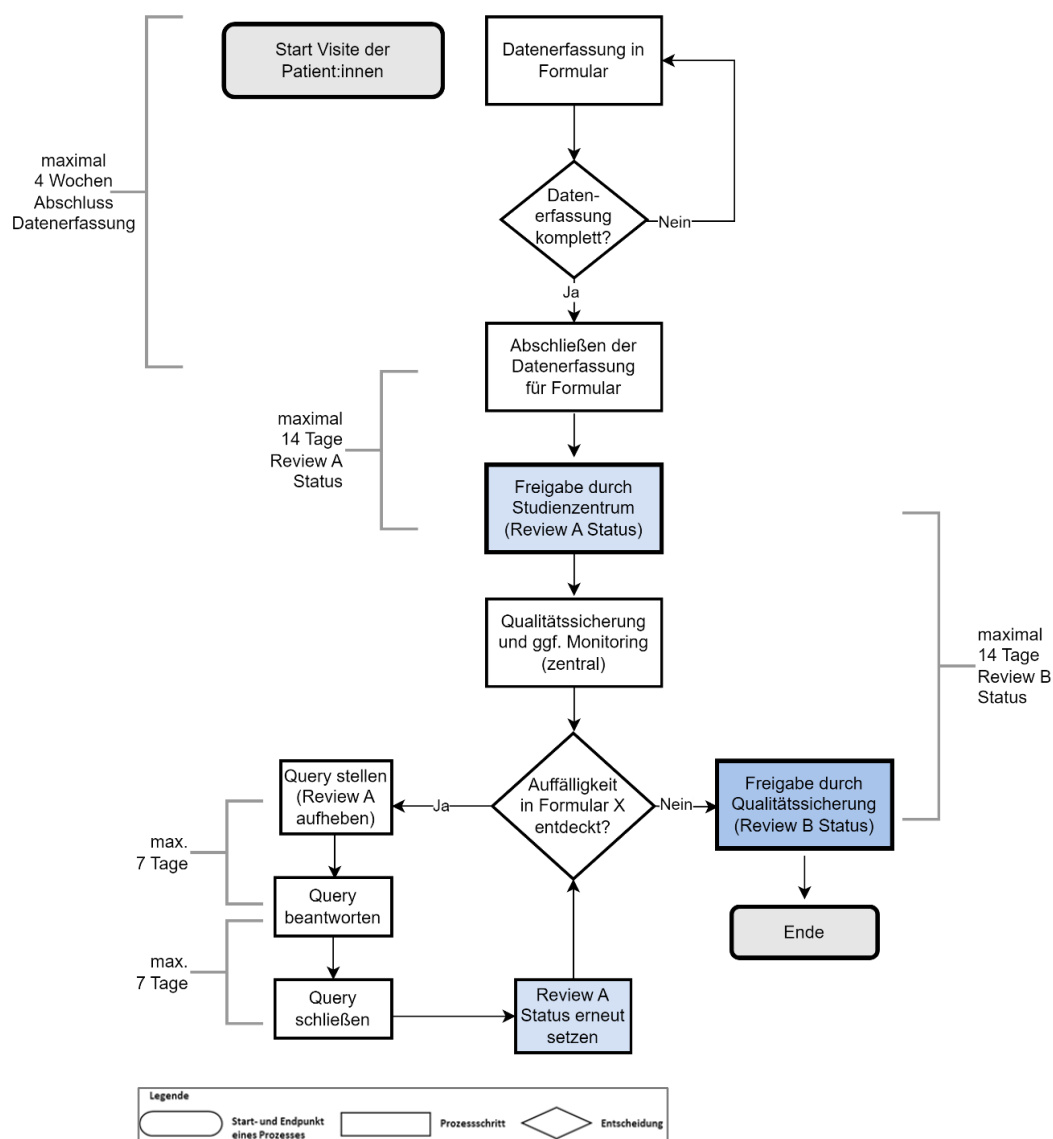 Start Visite der
Patient:innen
Datenerfassung in
Formular
maximal
4 Wochen
Abschluss
Datenerfassung
Daten-
erfassung
komplett?
Nein
Ja
Abschließen der
Datenerfassung
für Formular
maximal
14 Tage
Review A
Status
Freigabe durch
Studienzentrum
(Review A Status)
Qualitätssicherung
und ggf. Monitoring
(zentral)
maximal
14 Tage
Review B
Status
Query stellen
(Review A
aufheben)
Ja
Auffälligkeit
in Formular X
entdeckt?
Nein
Freigabe durch
Qualitätssicherung
(Review B Status)
max.
7 Tage
Query
beantworten
Ende
max.
7 Tage
Query
schließen
Review A
Status erneut
setzen
Legende
Start- und Endpunkt
eines Prozesses
Prozessschritt
Entscheidung